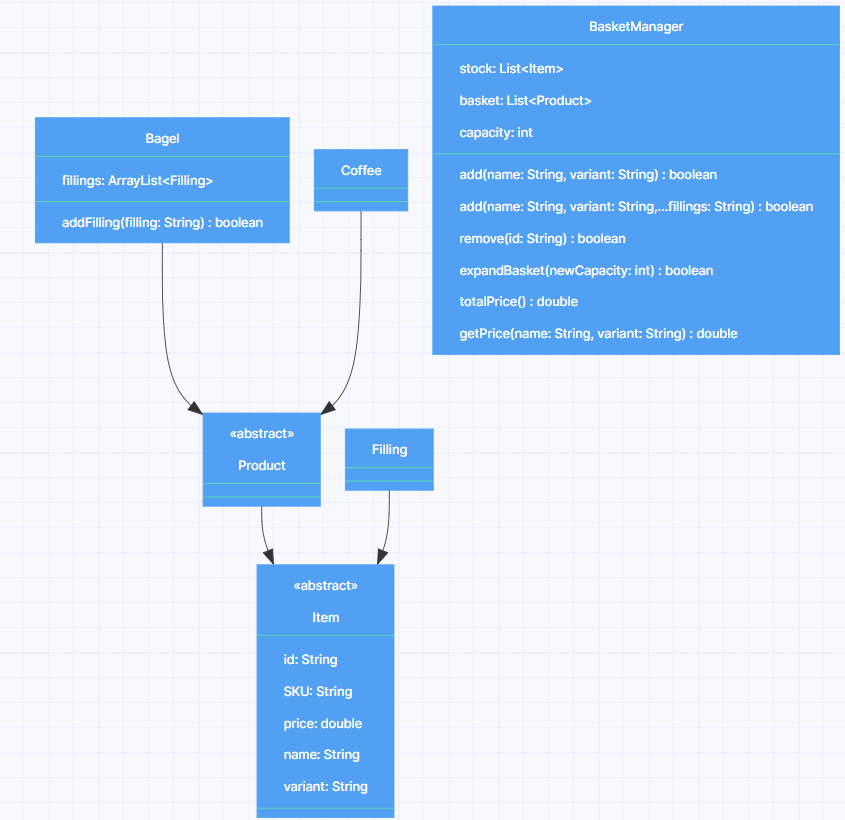 BasketManager
stock: List<Item>
basket: List<Product>
capacity: int
add(name: String, variant: String) : boolean
add(name: String, variant: String,...fillings: String) : boolean
remove(id: String) : boolean
expandBasket(newCapacity: int) : boolean
totalPrice() : double
getPrice(name: String, variant: String) : double
Bagel
fillings: ArrayList<Filling>
addFilling(filling: String) : boolean
Coffee
«abstract»
Product
Filling
«abstract»
Item
id: String
SKU: String
price: double
name: String
variant: String